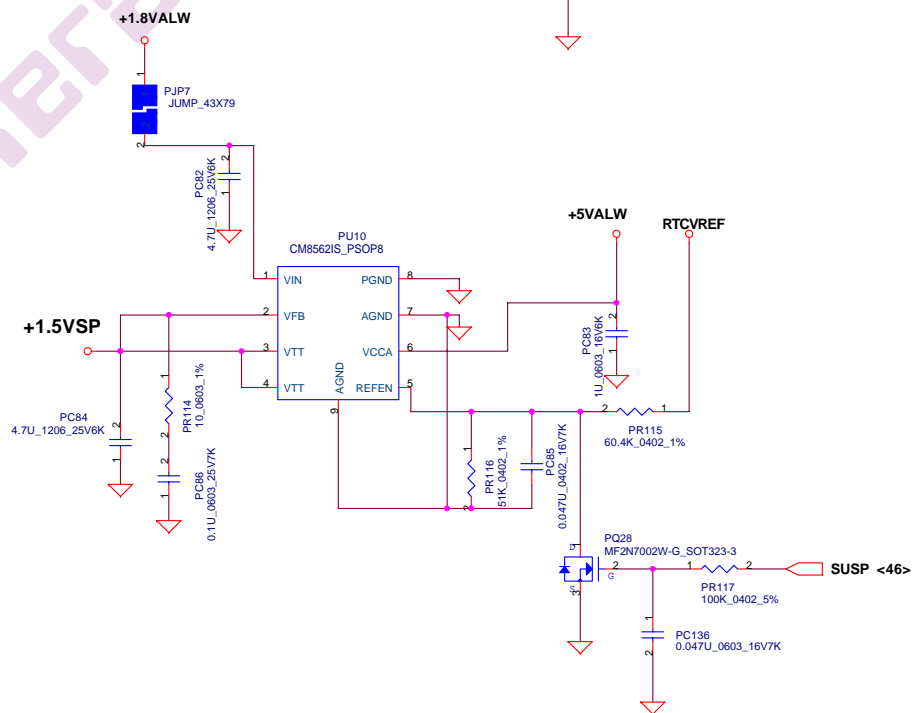 +1.8VALW
1
PJP7
JUMP_43X79
2
2
PC82
4.7U_1206_25V6K
1
+5VALW
RTCVREF
PU10
CM8562IS_PSOP8
1
VIN
PGND
8
2
VFB
AGND
7
+1.5VSP
3
VTT
VCCA
6
4
VTT
AGND
REFEN
5
9
2
PC83
1U_0603_16V6K
1
1
PR114
10_0603_1%
2
PC84
4.7U_1206_25V6K
2
1
2
PC86
0.1U_0603_25V7K
1
1
PR116
51K_0402_1%
2
PC85
0.047U_0402_16V7K
2
1
PR115
60.4K_0402_1%
PQ28
MF2N7002W-G_SOT323-3
1
D
2
G
S
3
1
2
PR117
100K_0402_5%
SUSP <46>
1
PC136
0.047U_0603_16V7K
2